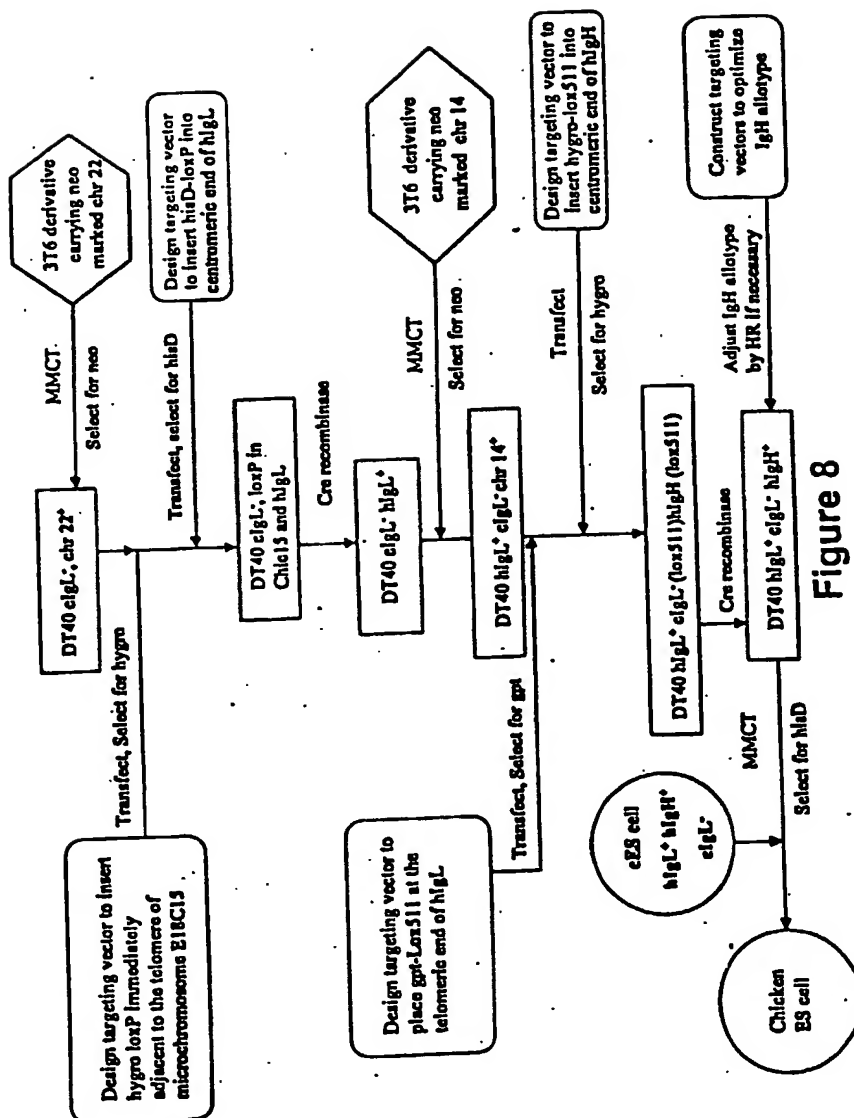 3T6 derivative
carrying neo
marked chr 22
MMCT
Select for neo
DT40 cIgL-, chr 22+
Design targeting vector to insert
hygro loxP immediately
adjacent to the telomere of
microchromosome E18C15
Transfect, Select for hygro
Design targeting vector
to insert hisD-loxP into
centromeric end of hIgL
Transfect, select for hisD
DT40 cIgL-, loxP in
Chic15 and hIgL
Cre recombinase
DT40 cIgL- hIgL+
3T6 derivative
carrying neo
marked chr 14
MMCT
Select for neo
DT40 hIgL+ cIgL- chr 14+
Design targeting vector to
place gpt-Lox511 at the
telomeric end of hIgL
Transfect, Select for gpt
Design targeting vector to
Insert hygro-lox511 into
centromeric end of hIgH
Transfect
Select for hygro
DT40 hIgL+ cIgL- (lox511)hIgH (lox511)
Cre recombinase
Construct targeting
vectors to optimize
IgH allotype
Adjust IgH allotype
by HR if necessary
DT40 hIgL+ cIgL- hIgH+
MMCT
Select for hisD
cES cell
hIgL+ hIgH+
cIgL-
Chicken
ES cell
Figure 8